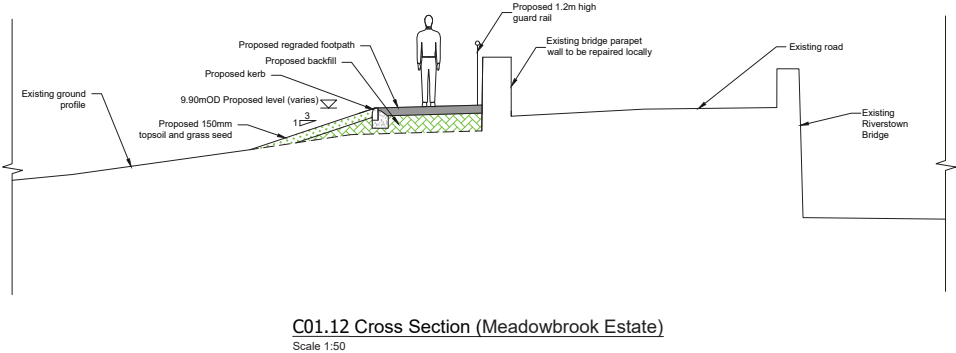 Proposed 1.2m high
guard rail
Proposed regraded footpath
Existing bridge parapet
wall to be repaired locally
Existing road
Proposed backfill
Proposed kerb
Existing ground
profile
9.90mOD Proposed level (varies)
3
1
Proposed 150mm
topsoil and grass seed
Existing
Riverstown
Bridge
C01.12 Cross Section (Meadowbrook Estate)
Scale 1:50